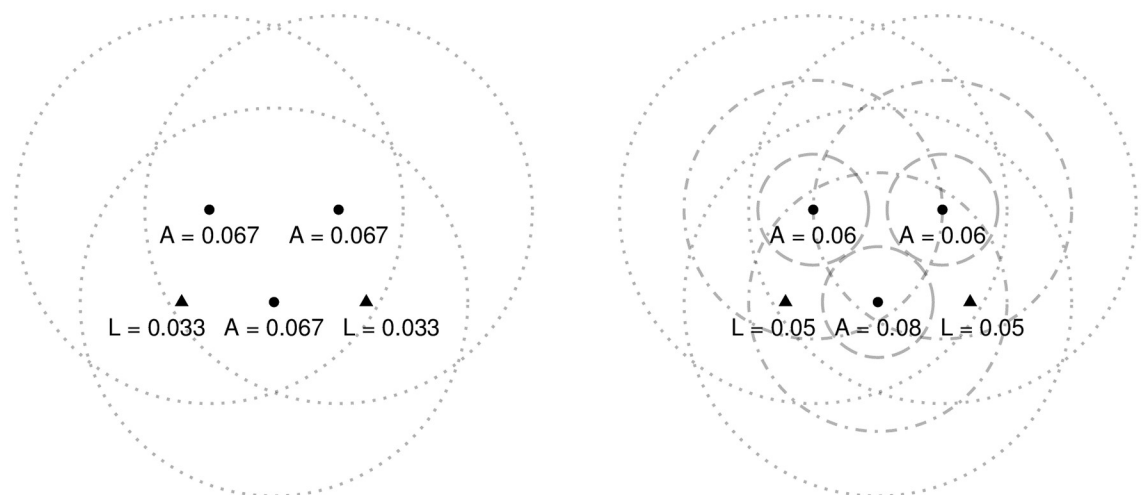 A = 0.067 A = 0.067
L = 0.033 A = 0.067 L = 0.033
A = 0.06 A = 0.06
L = 0.05 A = 0.08 L = 0.05